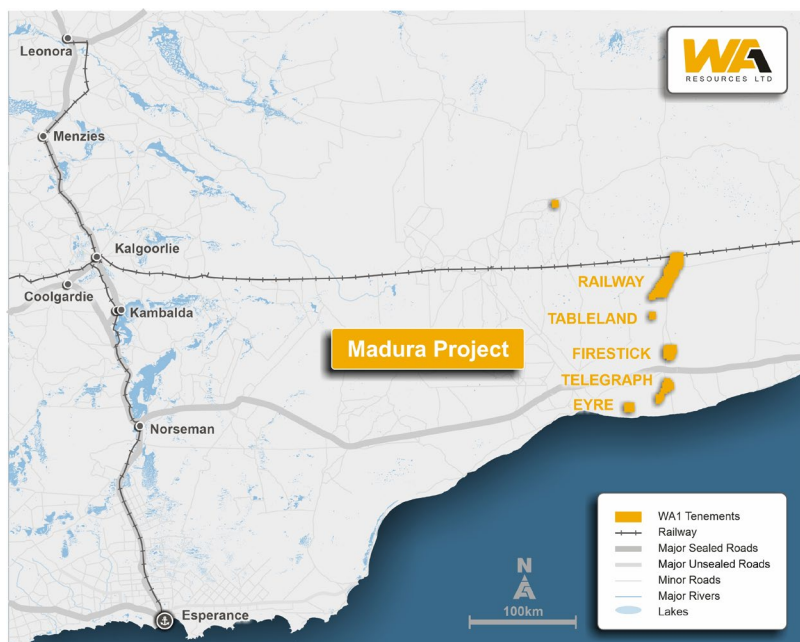 Leonora
WA
RESOURCES LTD
Menzies
Kalgoorlie
RAILWAY
Coolgardie
Kambalda
TABLELAND
Madura Project
FIRESTICK
TELEGRAPH
EYRE
Norseman
WA1 Tenements
Railway
Major Sealed Roads
Major Unsealed Roads
Minor Roads
Major Rivers
Lakes
N
100km
Esperance